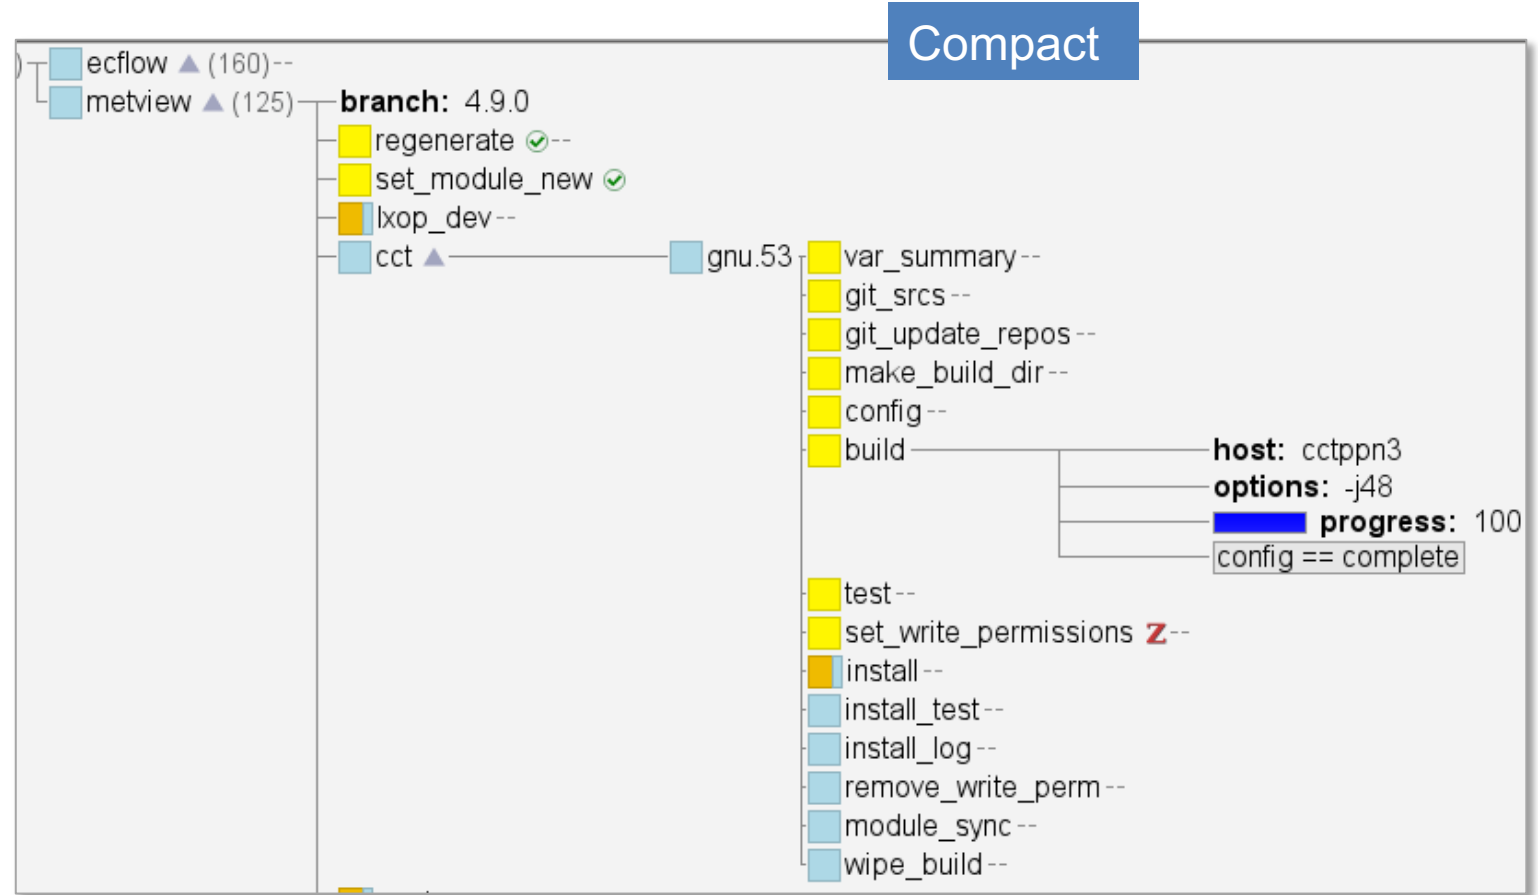 Compact
) ecflow (160)--
metview (125) branch: 4.9.0
regenerate --
set_module_new
lxop_dev--
cct gnu.53 var_summary--
git_srcs--
git_update_repos--
make_build_dir--
config--
build host: cctppn3
options: -j48
progress: 100
config == complete
test--
set_write_permissions Z--
install--
install_test--
install_log--
remove_write_perm--
module_sync--
wipe_build--